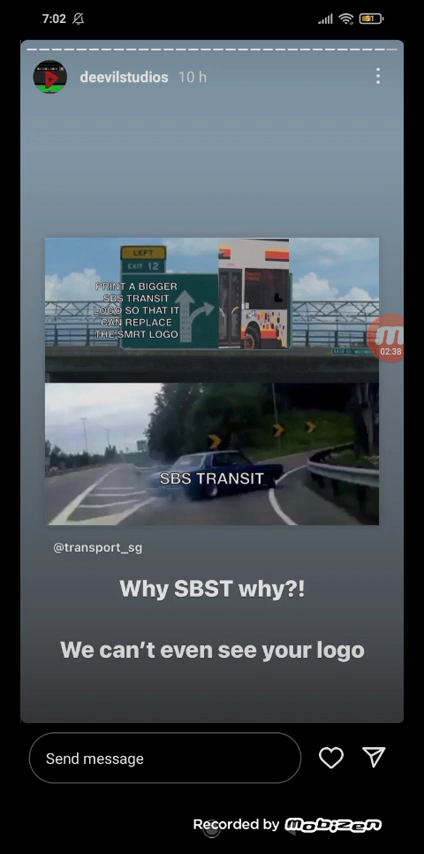 7:02
deevilstudios 10 h
LEFT
EXIT 12
PRINT A BIGGER
SBS TRANSIT
LOGO SO THAT IT
CAN REPLACE
THE SMRT LOGO
02:38
SBS TRANSIT
@transport_sg
Why SBST why?!
We can't even see your logo
Send message
Recorded by Mobizen